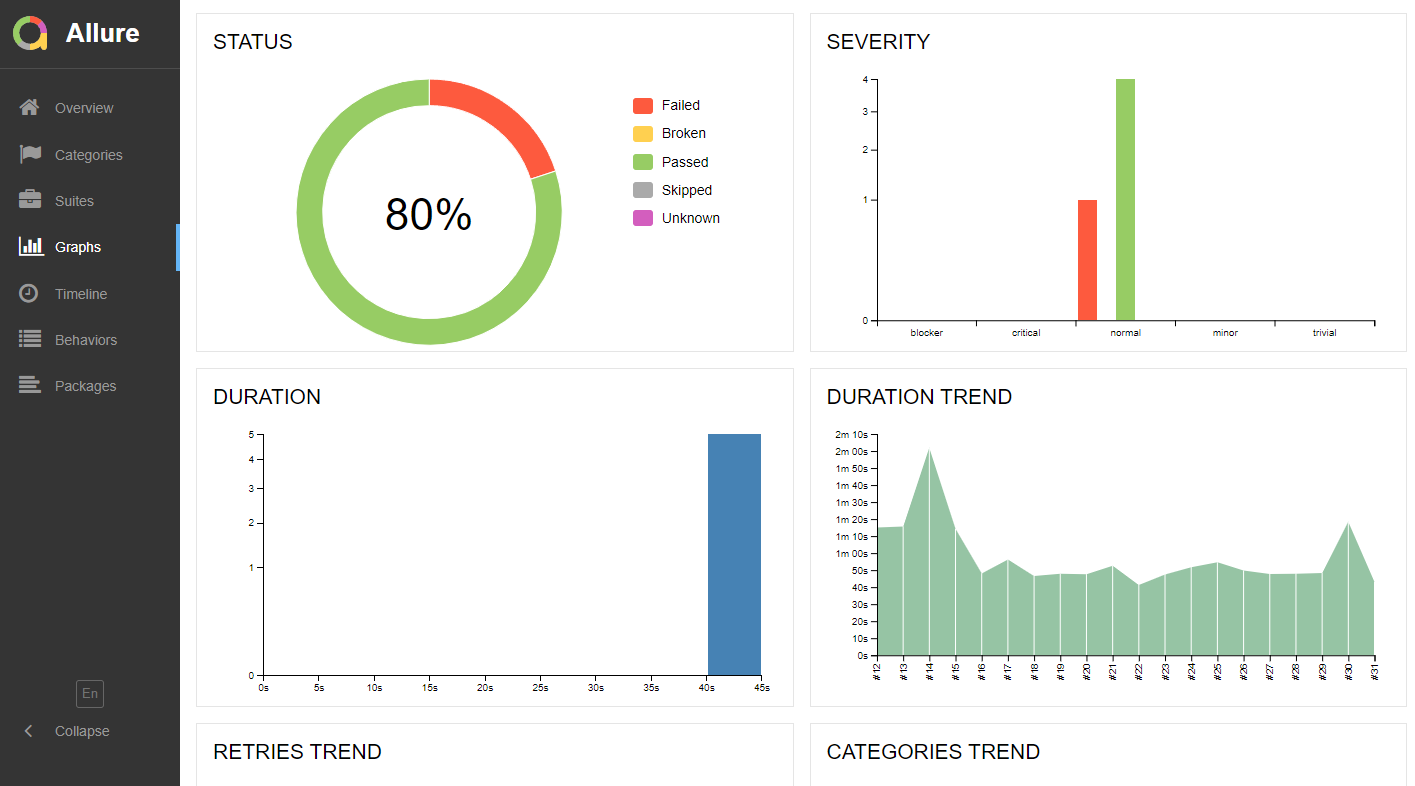 Allure
Overview
Categories
Suites
Graphs
Timeline
Behaviors
Packages
En
Collapse
STATUS
80%
Failed
Broken
Passed
Skipped
Unknown
SEVERITY
4
3
2
1
0
blocker critical normal minor trivial
DURATION
5
4
3
2
1
0
0s 5s 10s 15s 20s 25s 30s 35s 40s 45s
DURATION TREND
2m 10s
2m 00s
1m 50s
1m 40s
1m 30s
1m 20s
1m 10s
1m 00s
50s
40s
30s
20s
10s
0s
#12 #13 #14 #15 #16 #17 #18 #19 #20 #21 #22 #23 #24 #25 #26 #27 #28 #29 #30 #31
RETRIES TREND
CATEGORIES TREND